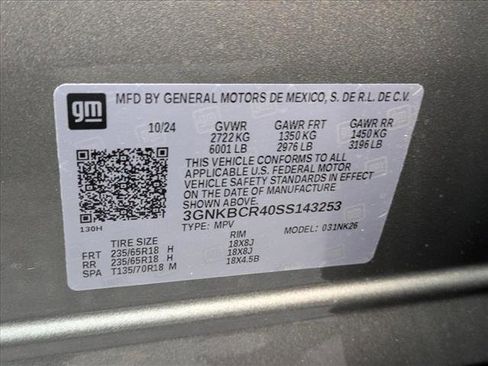 gm
MFD BY GENERAL MOTORS DE MEXICO, S. DE R.L. DE C.V.
10/24 GVWR GAWR FRT GAWR RR
2722 KG 1350 KG 1450 KG
6001 LB 2976 LB 3196 LB
THIS VEHICLE CONFORMS TO ALL
APPLICABLE U.S. FEDERAL MOTOR
VEHICLE SAFETY STANDARDS IN EFFECT ON
THE DATE OF MANUFACTURE
SHOWN ABOVE.
3GNKBCR40SS143253
130H TYPE: MPV MODEL: 031NK26
TIRE SIZE RIM
FRT 235/65R18 H 18X8J
RR 235/65R18 H 18X8J
SPA T135/70R18 M 18X4.5B